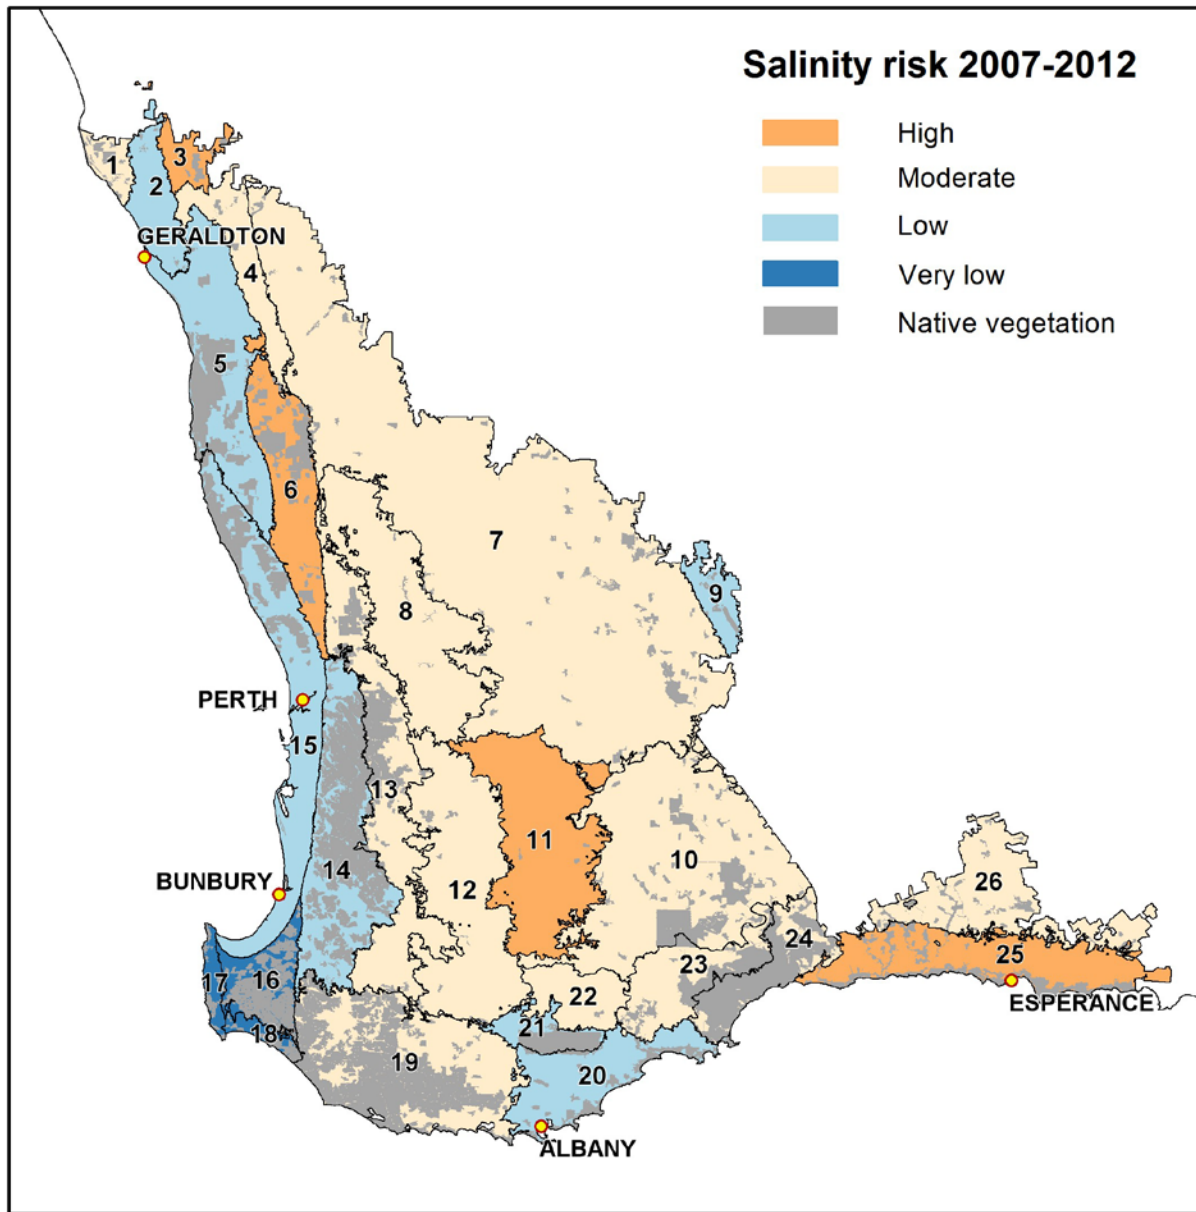 Salinity risk 2007-2012
High
Moderate
Low
Very low
Native vegetation
1
2
3
GERALDTON
4
5
6
7
8
9
PERTH
15
13
11
10
14
BUNBURY
12
26
24
25
23
17
16
22
ESPERANCE
18
21
19
20
ALBANY